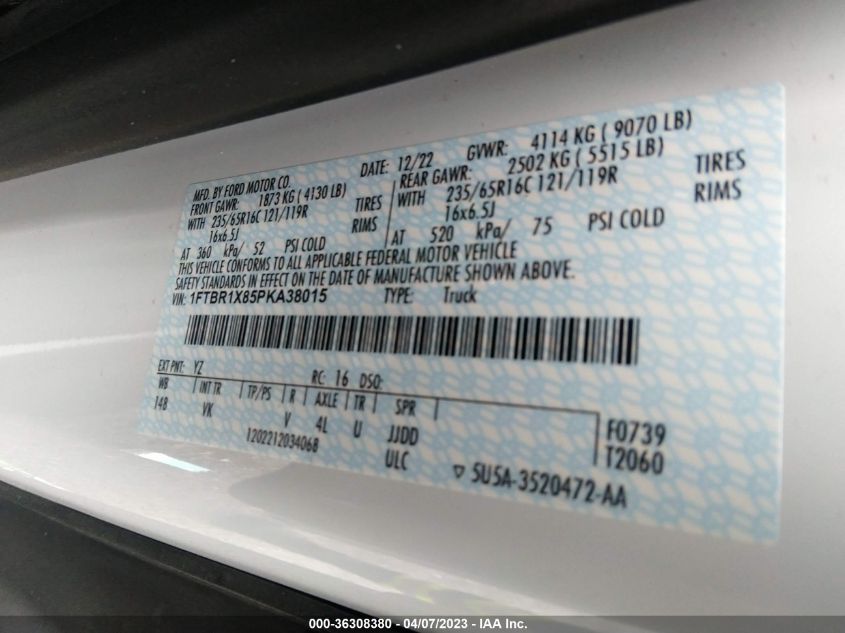 MFD. BY FORD MOTOR CO. DATE: 12/22 GVWR: 4114 KG ( 9070 LB)
FRONT GAWR: 1873 KG ( 4130 LB) REAR GAWR: 2502 KG ( 5515 LB)
WITH 235/65R16C 121/119R TIRES WITH 235/65R16C 121/119R TIRES
16x6.5J RIMS 16x6.5J RIMS
AT 360 kPa/ 52 PSI COLD AT 520 kPa/ 75 PSI COLD
THIS VEHICLE CONFORMS TO ALL APPLICABLE FEDERAL MOTOR VEHICLE
SAFETY STANDARDS IN EFFECT ON THE DATE OF MANUFACTURE SHOWN ABOVE.
VIN: 1FTBR1X85PKA38015 TYPE: Truck
EXT PNT: YZ RC: 16 DSO:
WB INT TR TP/PS R AXLE TR SPR
148 VK V 4L U JJDD F0739
1202212034068 ULC T2060
▽ 5U5A-3520472-AA
000-36308380 - 04/07/2023 - IAA Inc.